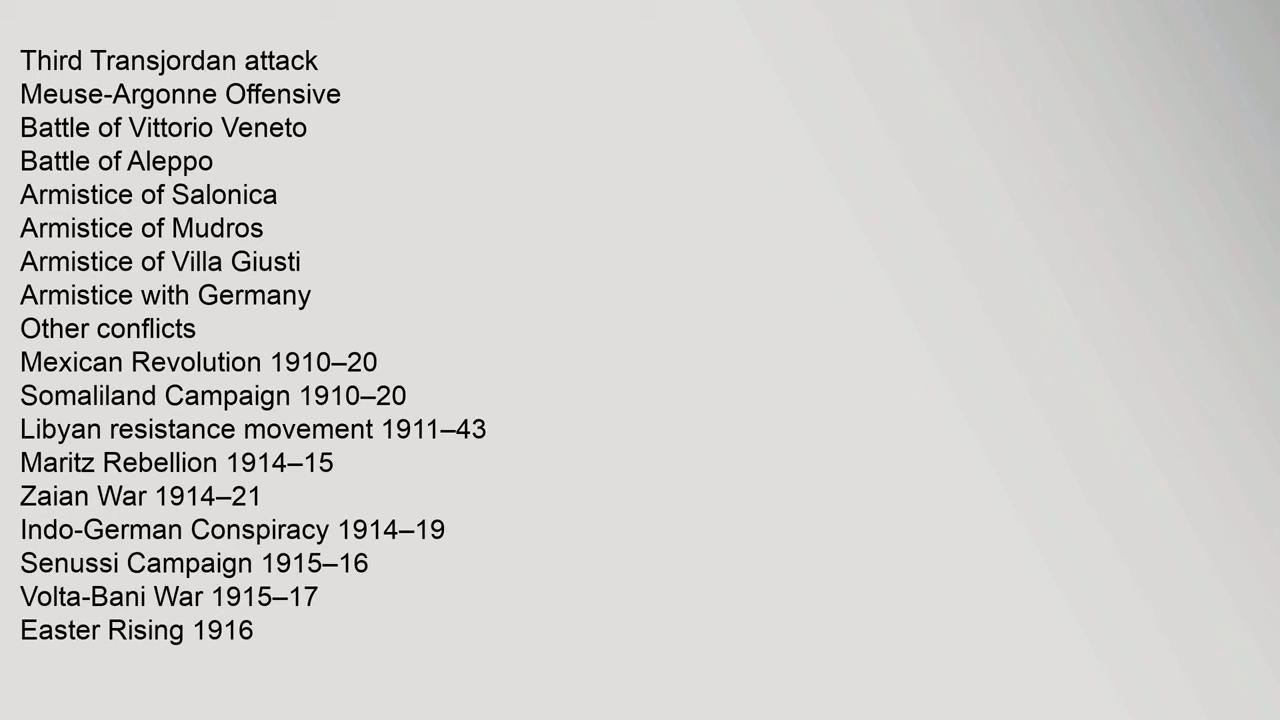 Third Transjordan attack
Meuse-Argonne Offensive
Battle of Vittorio Veneto
Battle of Aleppo
Armistice of Salonica
Armistice of Mudros
Armistice of Villa Giusti
Armistice with Germany
Other conflicts
Mexican Revolution 1910–20
Somaliland Campaign 1910–20
Libyan resistance movement 1911–43
Maritz Rebellion 1914–15
Zaian War 1914–21
Indo-German Conspiracy 1914–19
Senussi Campaign 1915–16
Volta-Bani War 1915–17
Easter Rising 1916